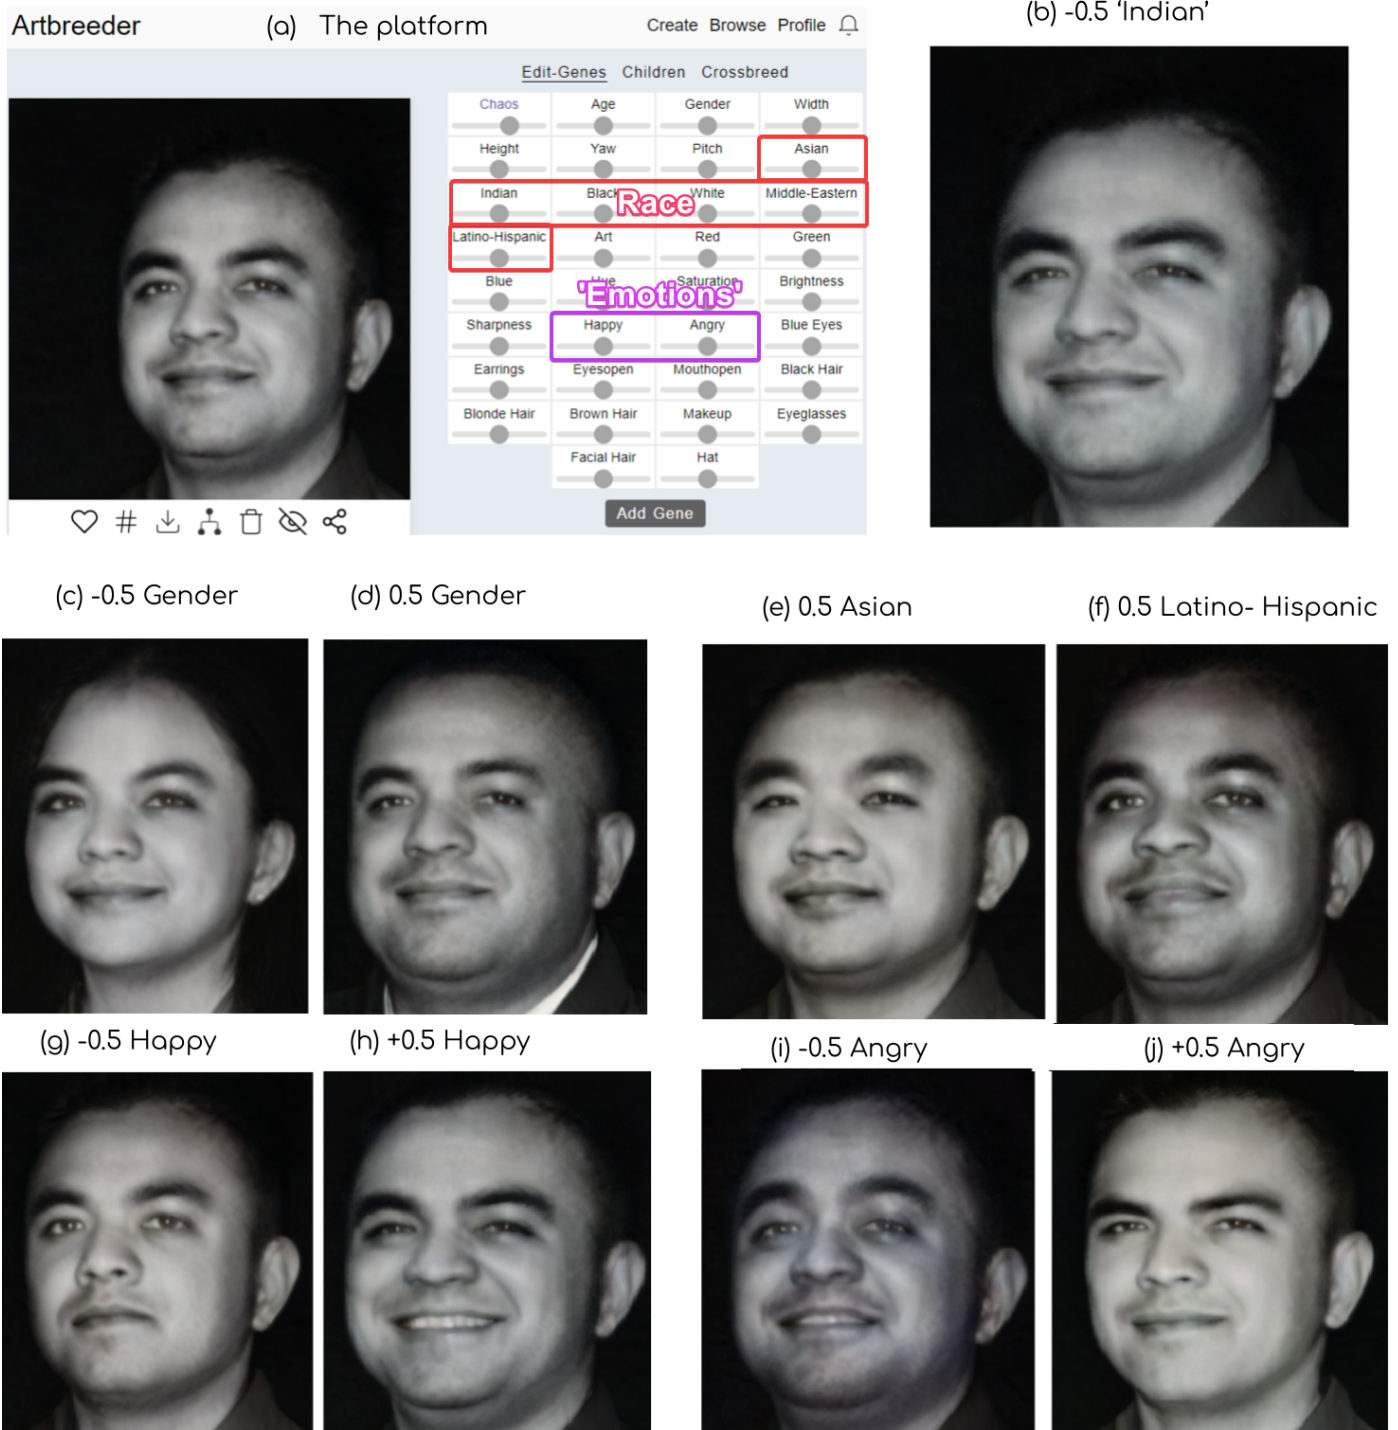 Artbreeder
(a) The platform
Create Browse Profile
(b) -0.5 ‘Indian’
Edit-Genes Children Crossbreed
Chaos Age Gender Width
Height Yaw Pitch Asian
Indian Black White Middle-Eastern
Race
Latino-Hispanic Art Red Green
Blue Hue Saturation Brightness
'Emotions'
Sharpness Happy Angry Blue Eyes
Earrings Eyesopen Mouthopen Black Hair
Blonde Hair Brown Hair Makeup Eyeglasses
Facial Hair Hat
Add Gene
(c) -0.5 Gender
(d) 0.5 Gender
(e) 0.5 Asian
(f) 0.5 Latino- Hispanic
(g) -0.5 Happy
(h) +0.5 Happy
(i) -0.5 Angry
(j) +0.5 Angry